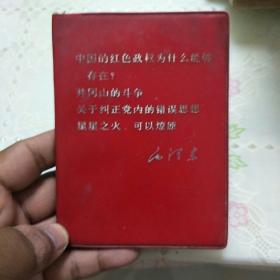 中国的红色政权为什么能够
存在？
井冈山的斗争
关于纠正党内的错误思想
星星之火，可以燎原
毛泽东